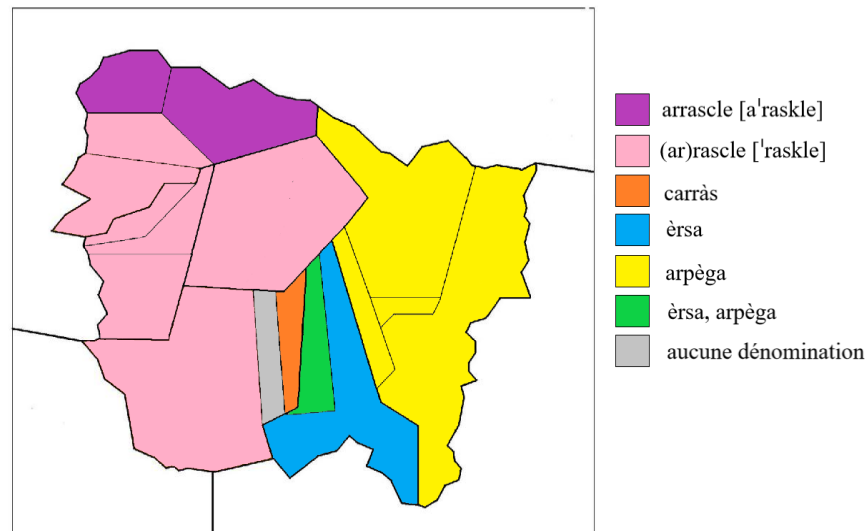 arrascle [aˈraskle]
(ar)rascle [ˈraskle]
carràs
èrsa
arpèga
èrsa, arpèga
aucune dénomination